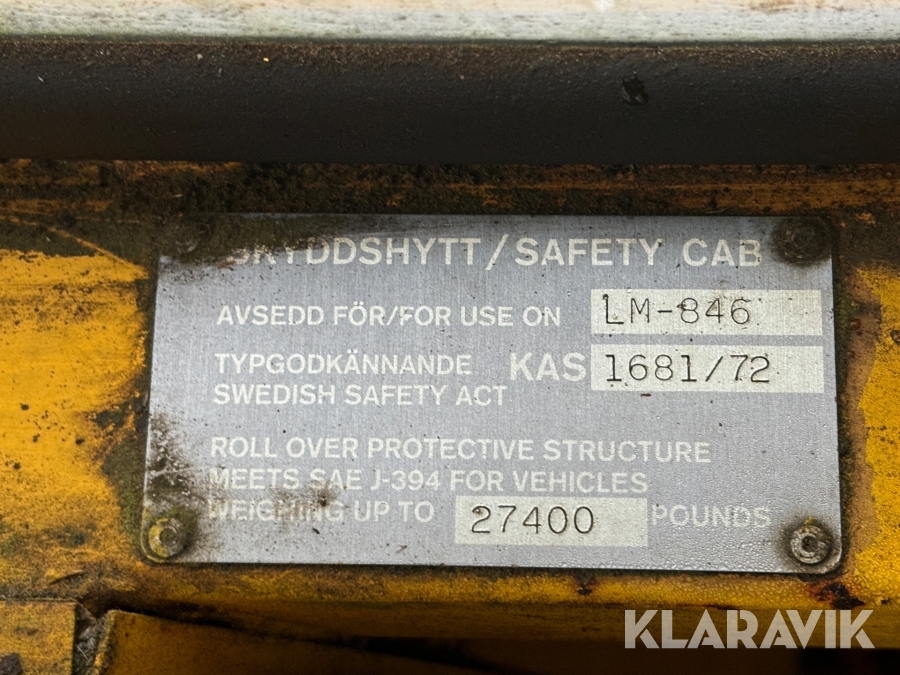 SKYDDSHYTT/SAFETY CAB
AVSEDD FÖR/FOR USE ON LM-846
TYPGODKÄNNANDE KAS 1681/72
SWEDISH SAFETY ACT
ROLL OVER PROTECTIVE STRUCTURE
MEETS SAE J-394 FOR VEHICLES
WEIGHING UP TO 27400 POUNDS
KLARAVIK